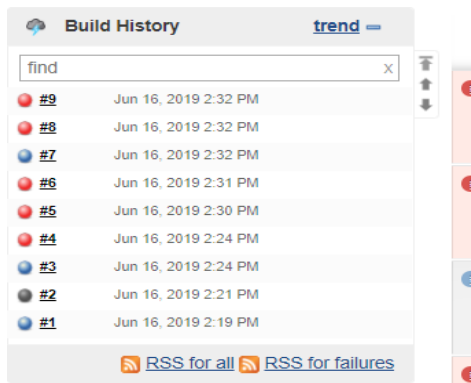 Build History trend
find x
#9 Jun 16, 2019 2:32 PM
#8 Jun 16, 2019 2:32 PM
#7 Jun 16, 2019 2:32 PM
#6 Jun 16, 2019 2:31 PM
#5 Jun 16, 2019 2:30 PM
#4 Jun 16, 2019 2:24 PM
#3 Jun 16, 2019 2:24 PM
#2 Jun 16, 2019 2:21 PM
#1 Jun 16, 2019 2:19 PM
RSS for all RSS for failures